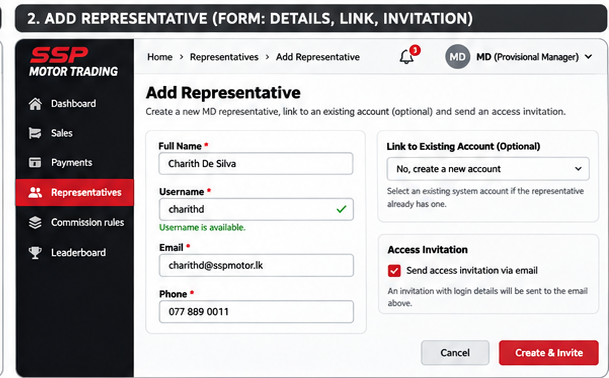 2. ADD REPRESENTATIVE (FORM: DETAILS, LINK, INVITATION)
SSP
MOTOR TRADING
Dashboard
Sales
Payments
Representatives
Commission rules
Leaderboard
Home > Representatives > Add Representative
3
MD
MD (Provisional Manager)
Add Representative
Create a new MD representative, link to an existing account (optional) and send an access invitation.
Full Name *
Charith De Silva
Username *
charithd
Username is available.
Email *
charithd@sspmotor.lk
Phone *
077 889 0011
Link to Existing Account (Optional)
No, create a new account
Select an existing system account if the representative
already has one.
Access Invitation
Send access invitation via email
An invitation with login details will be sent to the email
above.
Cancel
Create & Invite